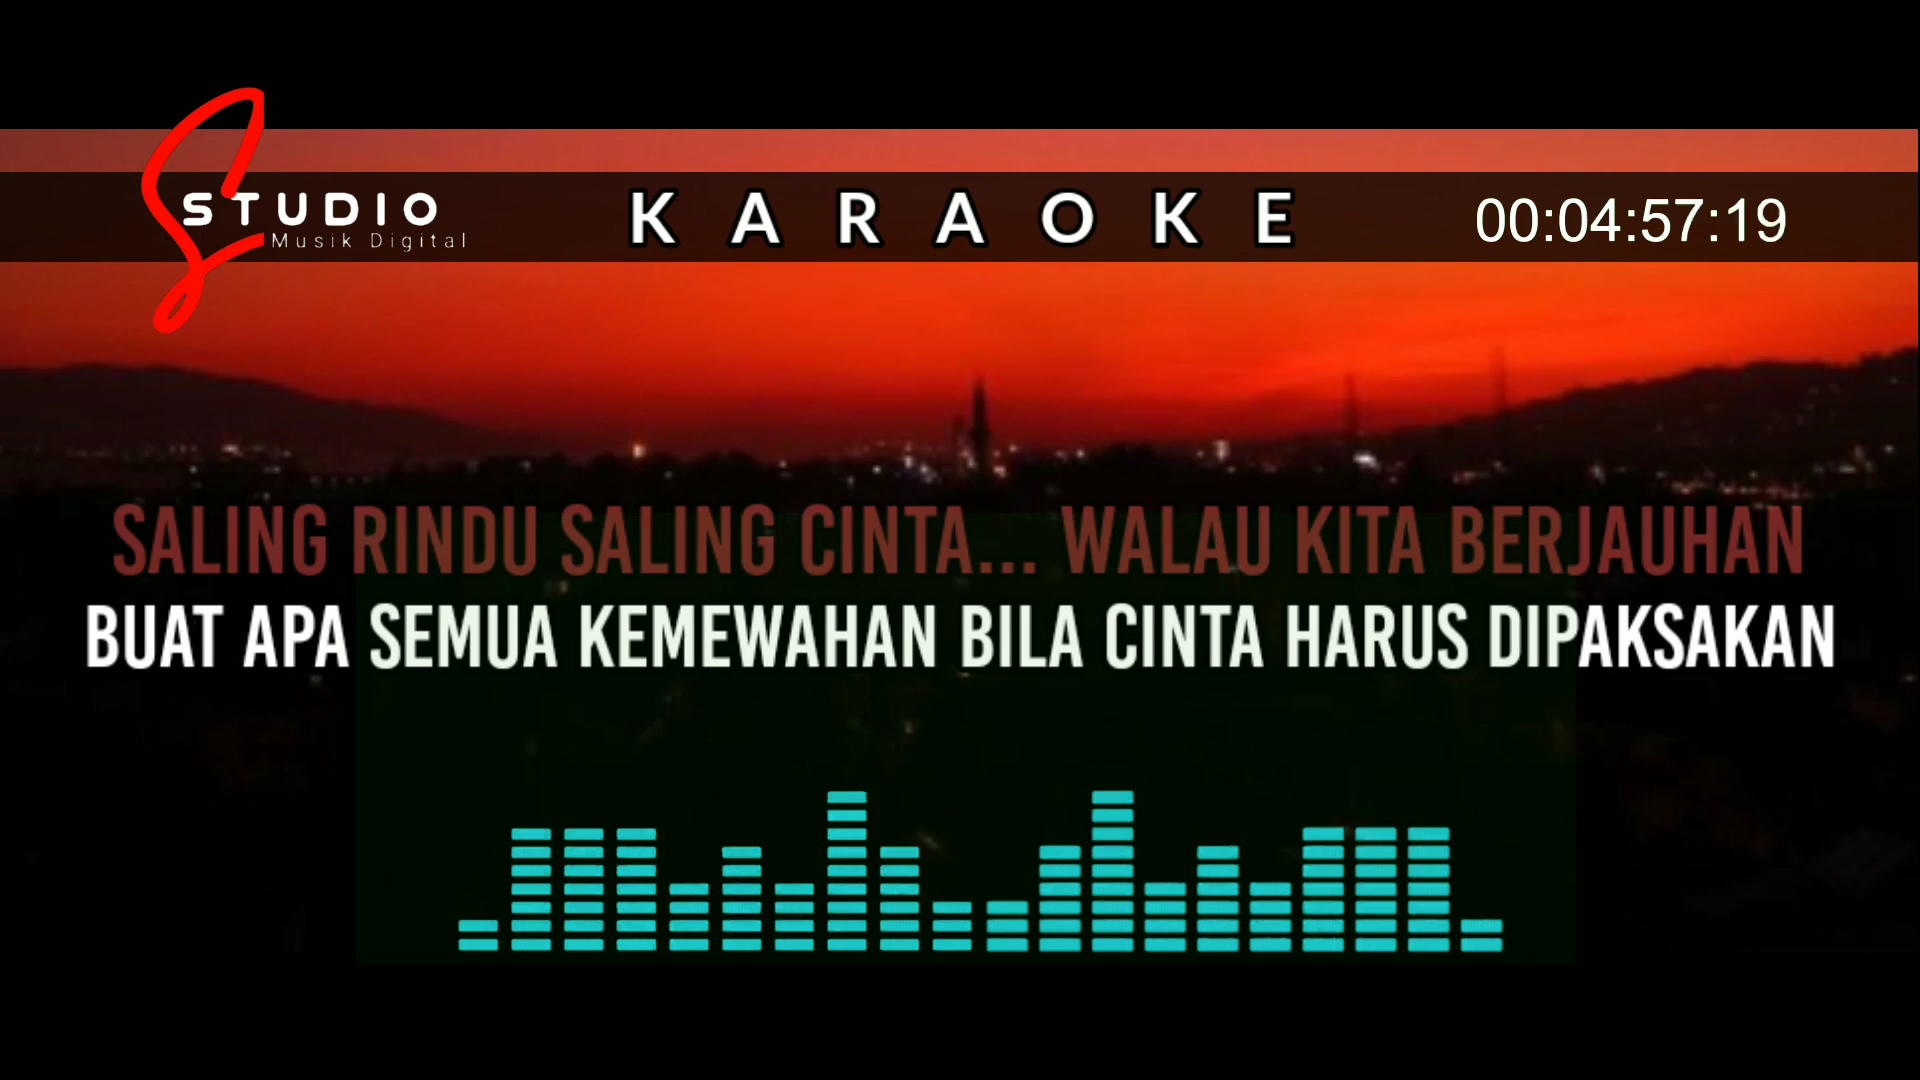 STUDIO
Musik Digital
KARAOKE
00:04:57:19
SALING RINDU SALING CINTA... WALAU KITA BERJAUHAN
BUAT APA SEMUA KEMEWAHAN BILA CINTA HARUS DIPAKSAKAN